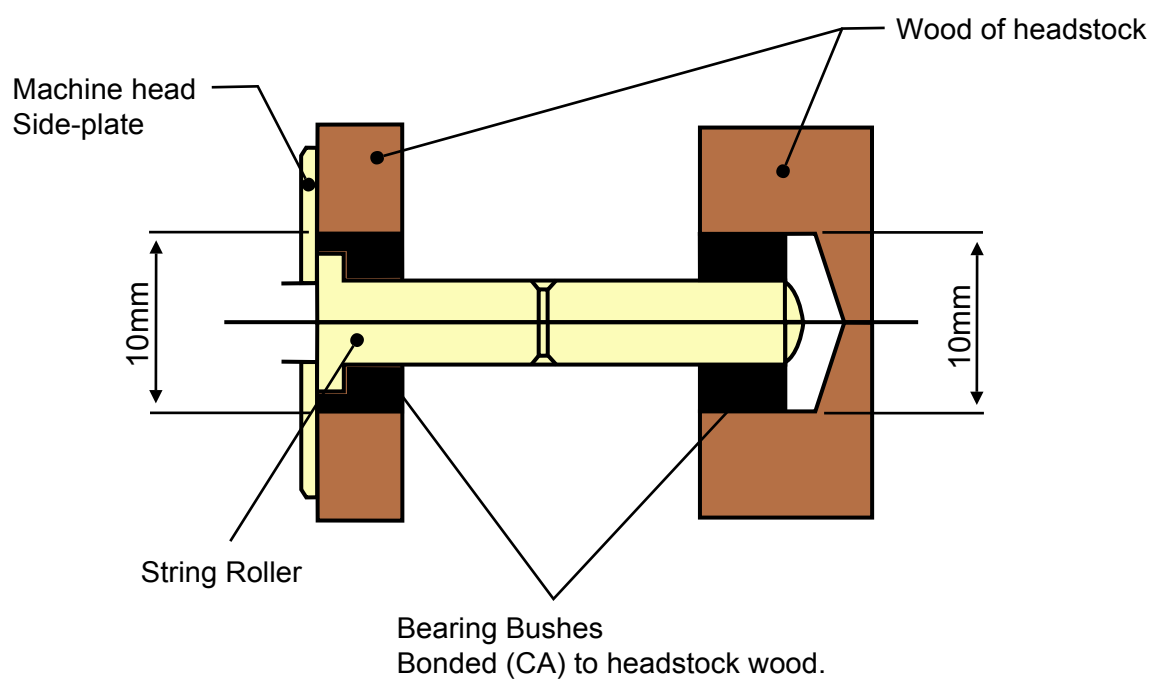 Wood of headstock
Machine head
Side-plate
10mm
10mm
String Roller
Bearing Bushes
Bonded (CA) to headstock wood.